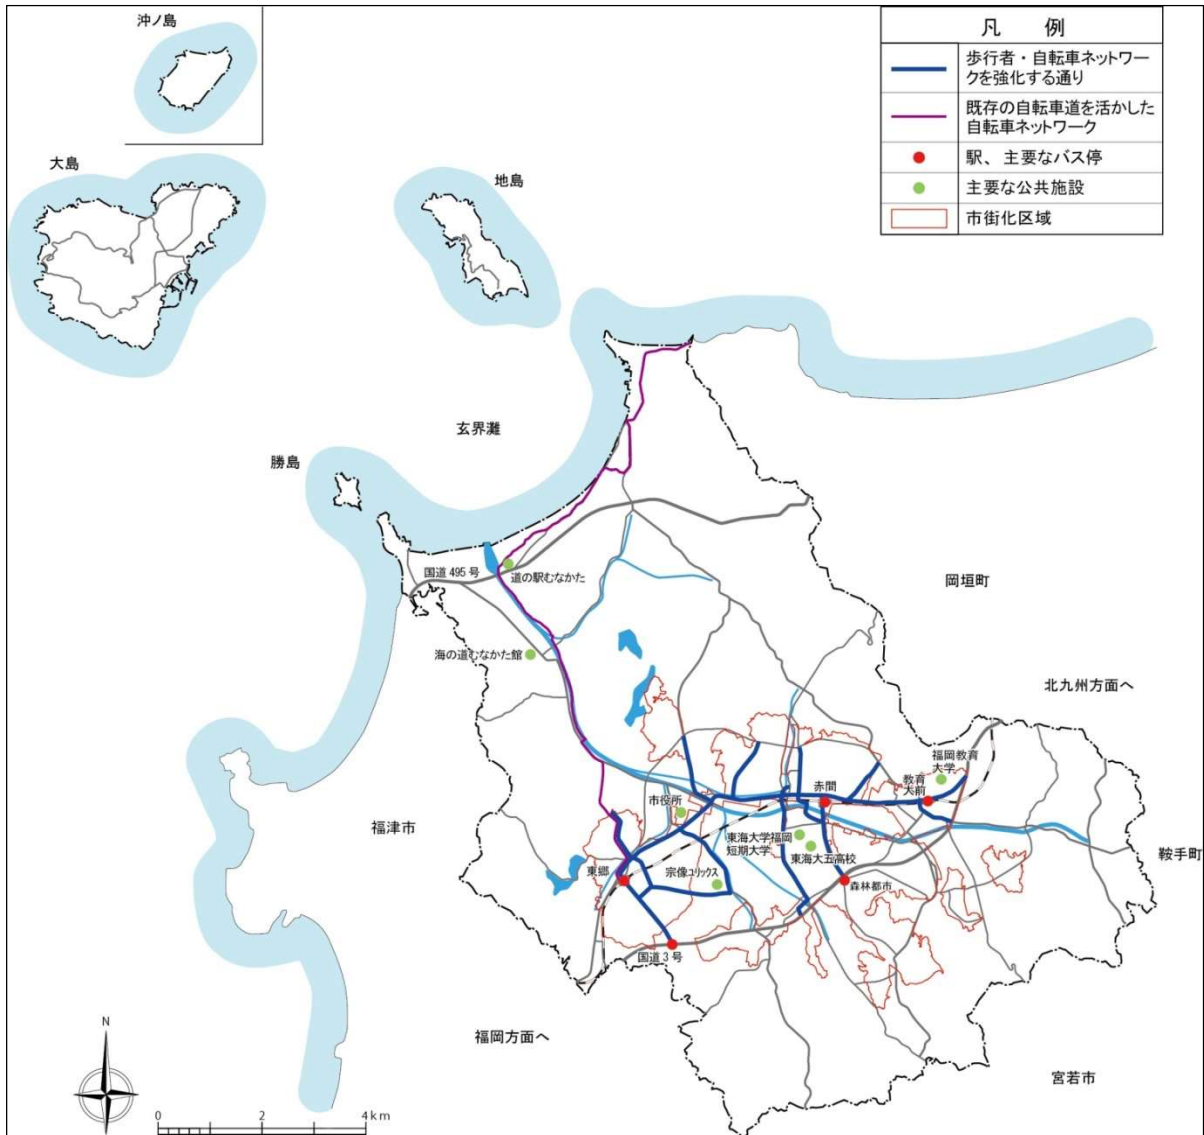 沖ノ島
凡　例
歩行者・自転車ネットワー
クを強化する通り
既存の自転車道を活かした
自転車ネットワーク
駅、主要なバス停
主要な公共施設
市街化区域
大島
地島
玄界灘
勝島
国道495号
道の駅むなかた
岡垣町
海の道むなかた館
北九州方面へ
福岡教育
大学
教育
大前
赤間
市役所
福津市
東海大学福岡
短期大学
東海大五高校
鞍手町
東郷
宗像ユリックス
森林都市
国道3号
福岡方面へ
宮若市
N
0 2 4km